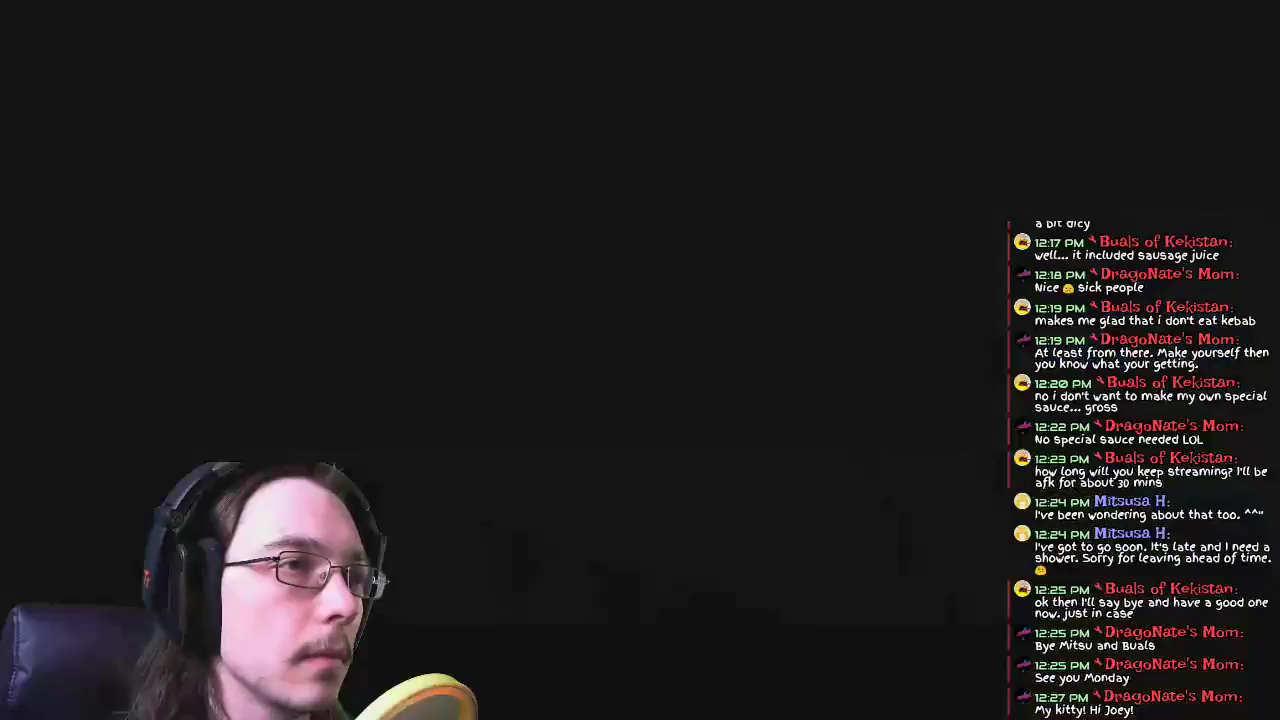 a bit dicy
12:17 PM Buals of Kekistan:
well... it included sausage juice
12:18 PM DragoNate's Mom:
Nice sick people
12:19 PM Buals of Kekistan:
makes me glad that i don't eat kebab
12:19 PM DragoNate's Mom:
At least from there. Make yourself then
you know what your getting.
12:20 PM Buals of Kekistan:
no i don't want to make my own special
sauce... gross
12:22 PM DragoNate's Mom:
No special sauce needed LOL
12:23 PM Buals of Kekistan:
how long will you keep streaming? I'll be
afk for about 30 mins
12:24 PM Mitsusa H:
I've been wondering about that too. ^^"
12:24 PM Mitsusa H:
I've got to go soon. It's late and I need a
shower. Sorry for leaving ahead of time.
12:25 PM Buals of Kekistan:
ok then I'll say bye and have a good one
now. just in case
12:25 PM DragoNate's Mom:
Bye Mitsu and Buals
12:25 PM DragoNate's Mom:
See you Monday
12:27 PM DragoNate's Mom:
My kitty! Hi Joey!